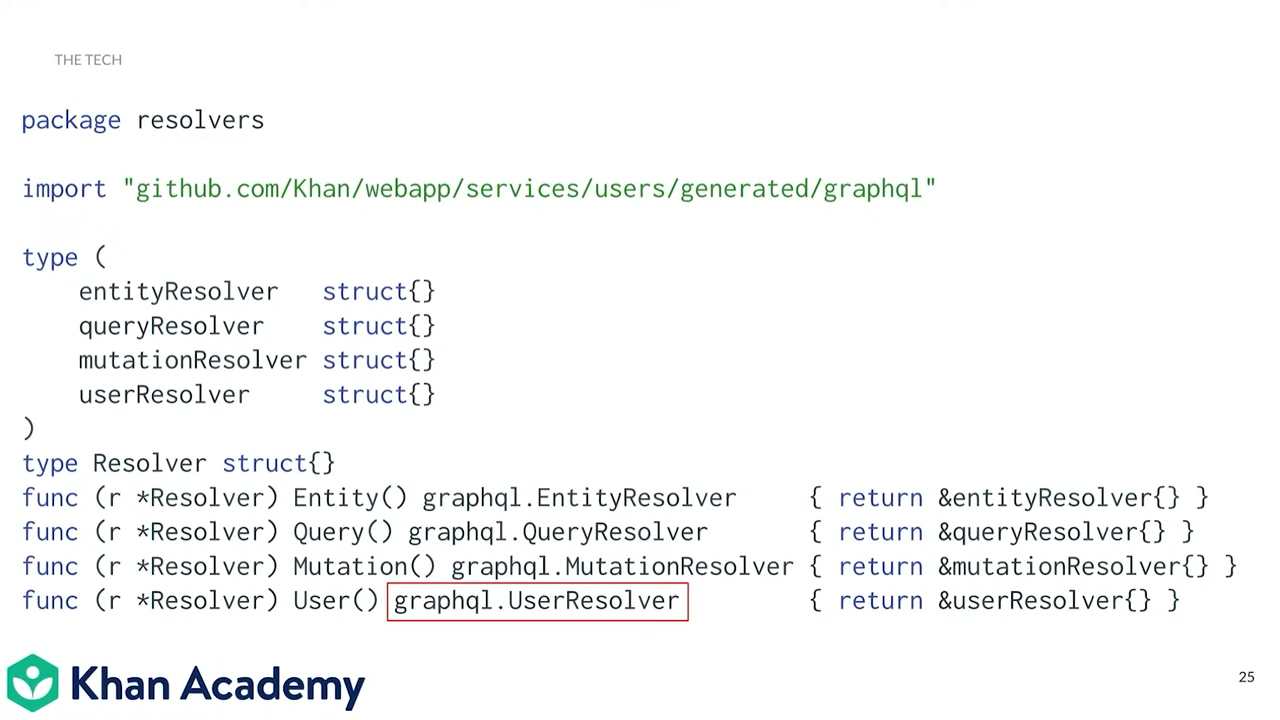 THE TECH
package resolvers
import "github.com/Khan/webapp/services/users/generated/graphql"
type (
    entityResolver   struct{}
    queryResolver    struct{}
    mutationResolver struct{}
    userResolver     struct{}
)
type Resolver struct{}
func (r *Resolver) Entity() graphql.EntityResolver     { return &entityResolver{} }
func (r *Resolver) Query() graphql.QueryResolver       { return &queryResolver{} }
func (r *Resolver) Mutation() graphql.MutationResolver { return &mutationResolver{} }
func (r *Resolver) User() graphql.UserResolver         { return &userResolver{} }
Khan Academy
25